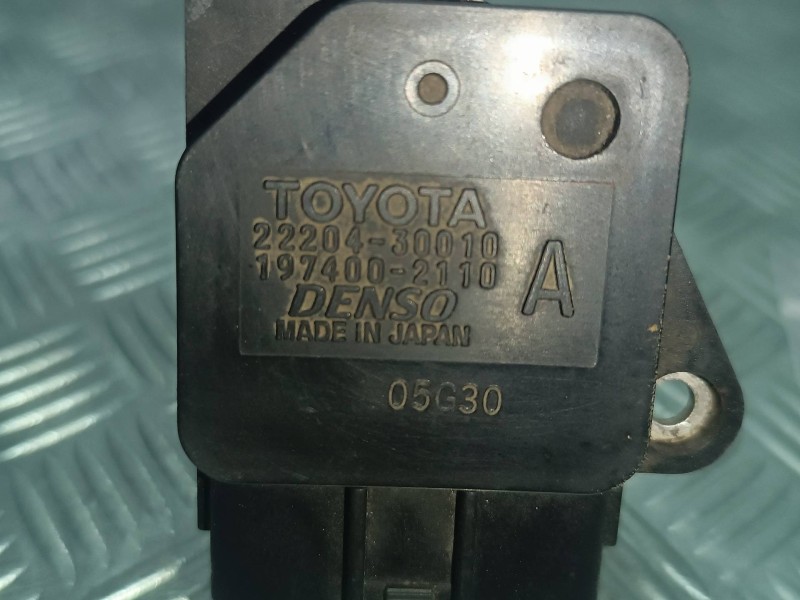 TOYOTA
22204-30010
197400-2110
DENSO
MADE IN JAPAN
A
05G30